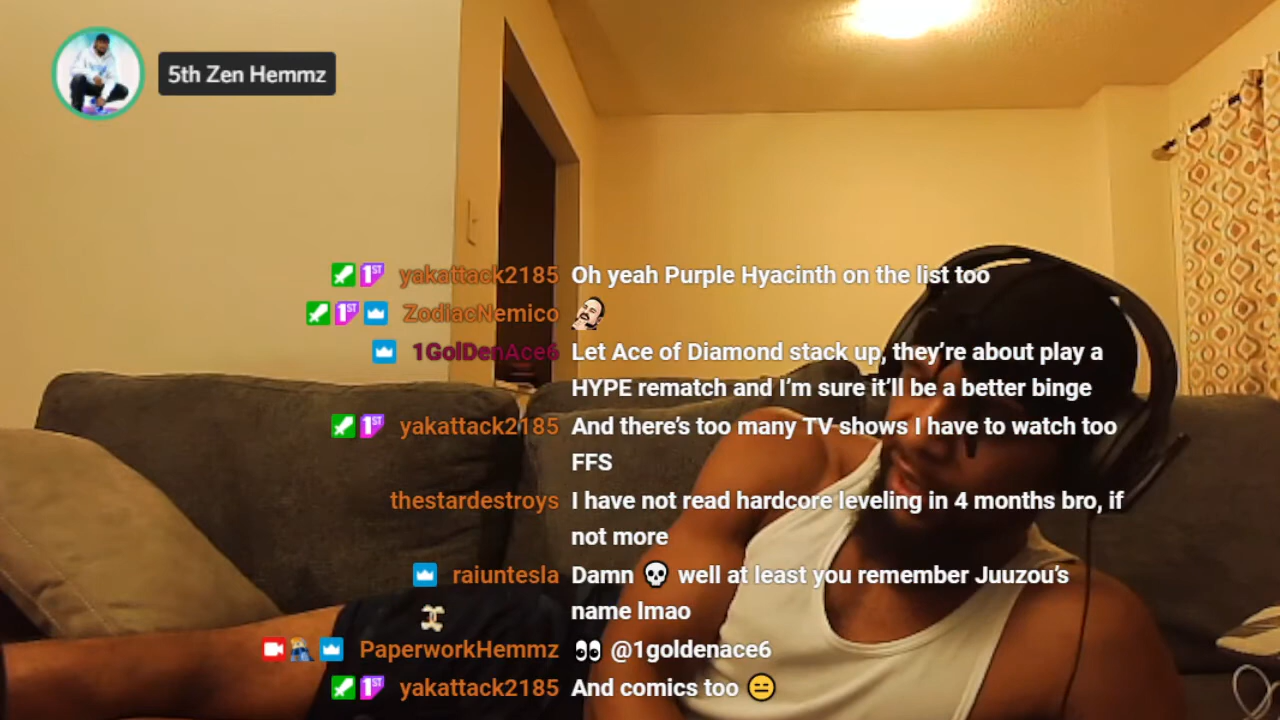 5th Zen Hemmz
yakattack2185 Oh yeah Purple Hyacinth on the list too
ZodiacNemico
1GolDenAce6 Let Ace of Diamond stack up, they're about play a
HYPE rematch and I'm sure it'll be a better binge
yakattack2185 And there's too many TV shows I have to watch too
FFS
thestardestroys I have not read hardcore leveling in 4 months bro, if
not more
raiuntesla Damn 💀 well at least you remember Juuzou's
name lmao
PaperworkHemmz 👀 @1goldenace6
yakattack2185 And comics too 😑